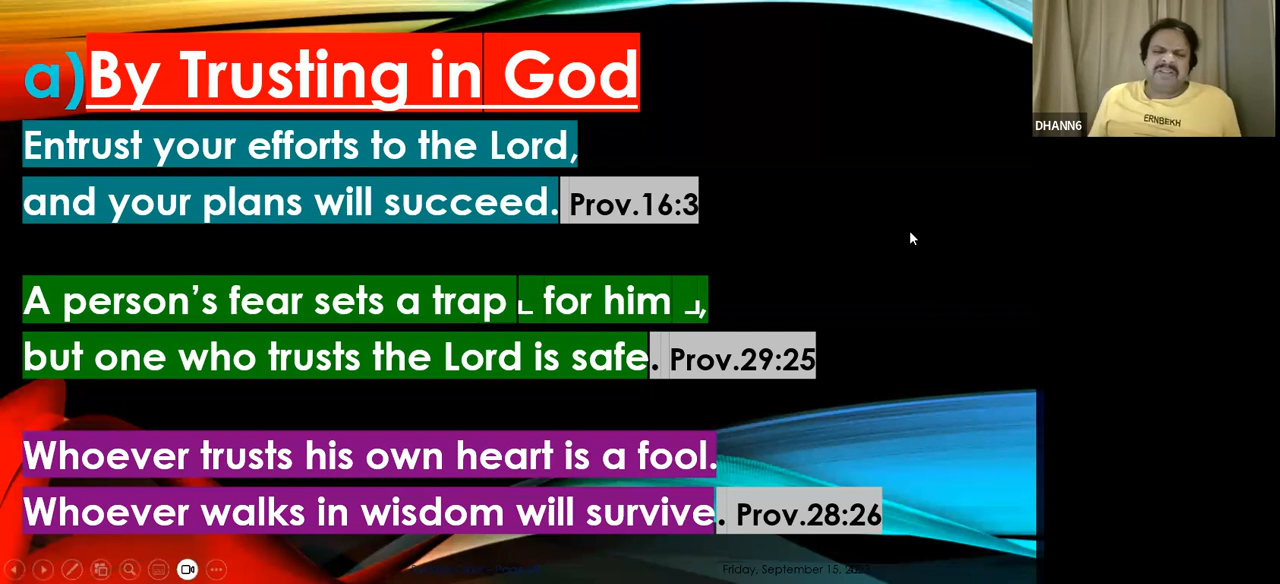 a)By Trusting in God
Entrust your efforts to the Lord,
and your plans will succeed. Prov.16:3
A person’s fear sets a trap ⌞ for him ⌟,
but one who trusts the Lord is safe. Prov.29:25
Whoever trusts his own heart is a fool.
Whoever walks in wisdom will survive. Prov.28:26
Friday, September 15,
DHANN6
ERNBEKH